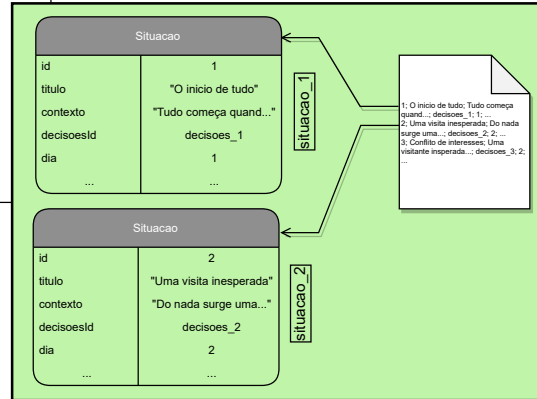 Situacao
id 1
titulo "O inicio de tudo"
contexto "Tudo começa quand..."
decisoesId decisoes_1
dia 1
... ...
situacao_1
1; O inicio de tudo; Tudo começa
quand...; decisoes_1; 1; ...
2; Uma visita inesperada; Do nada
surge uma...; decisoes_2; 2; ...
3; Conflito de interesses; Uma
visitante insperada...; decisoes_3; 2;
...
Situacao
id 2
titulo "Uma visita inesperada"
contexto "Do nada surge uma..."
decisoesId decisoes_2
dia 2
... ...
situacao_2